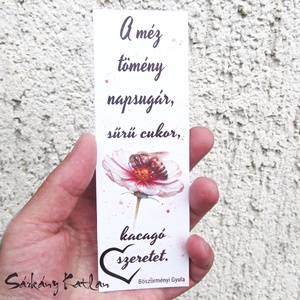 A méz
tömény
napsugár,
sűrű cukor,
kacagó
szeretet.
Böszörményi Gyula
Sárkány Katlan